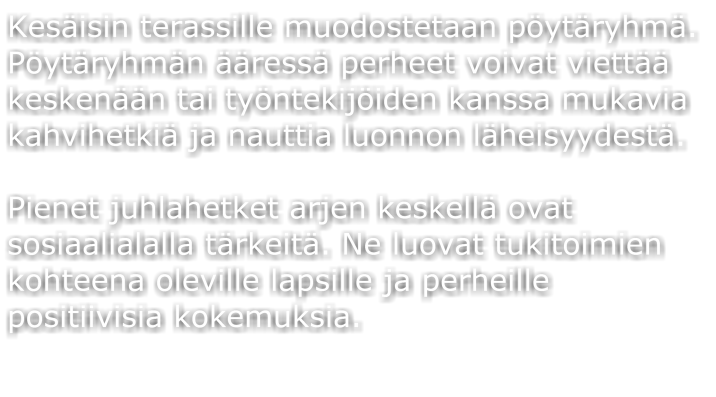 Kesäisin terassille muodostetaan pöytäryhmä.
Pöytäryhmän ääressä perheet voivat viettää
keskenään tai työntekijöiden kanssa mukavia
kahvihetkiä ja nauttia luonnon läheisyydestä.
Pienet juhlahetket arjen keskellä ovat
sosiaalialalla tärkeitä. Ne luovat tukitoimien
kohteena oleville lapsille ja perheille
positiivisia kokemuksia.